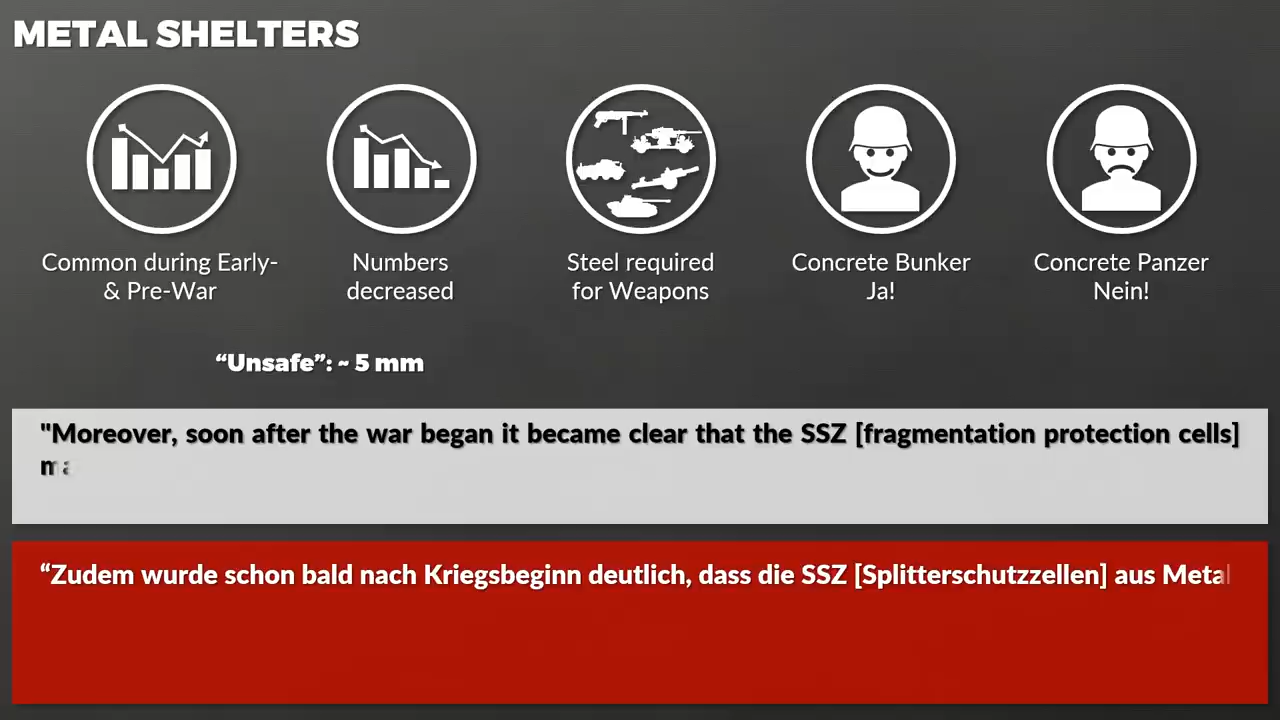 METAL SHELTERS
Common during Early-
& Pre-War
Numbers
decreased
Steel required
for Weapons
Concrete Bunker
Ja!
Concrete Panzer
Nein!
“Unsafe”: ~ 5 mm
"Moreover, soon after the war began it became clear that the SSZ [fragmentation protection cells]
ma
“Zudem wurde schon bald nach Kriegsbeginn deutlich, dass die SSZ [Splitterschutzzellen] aus Metal